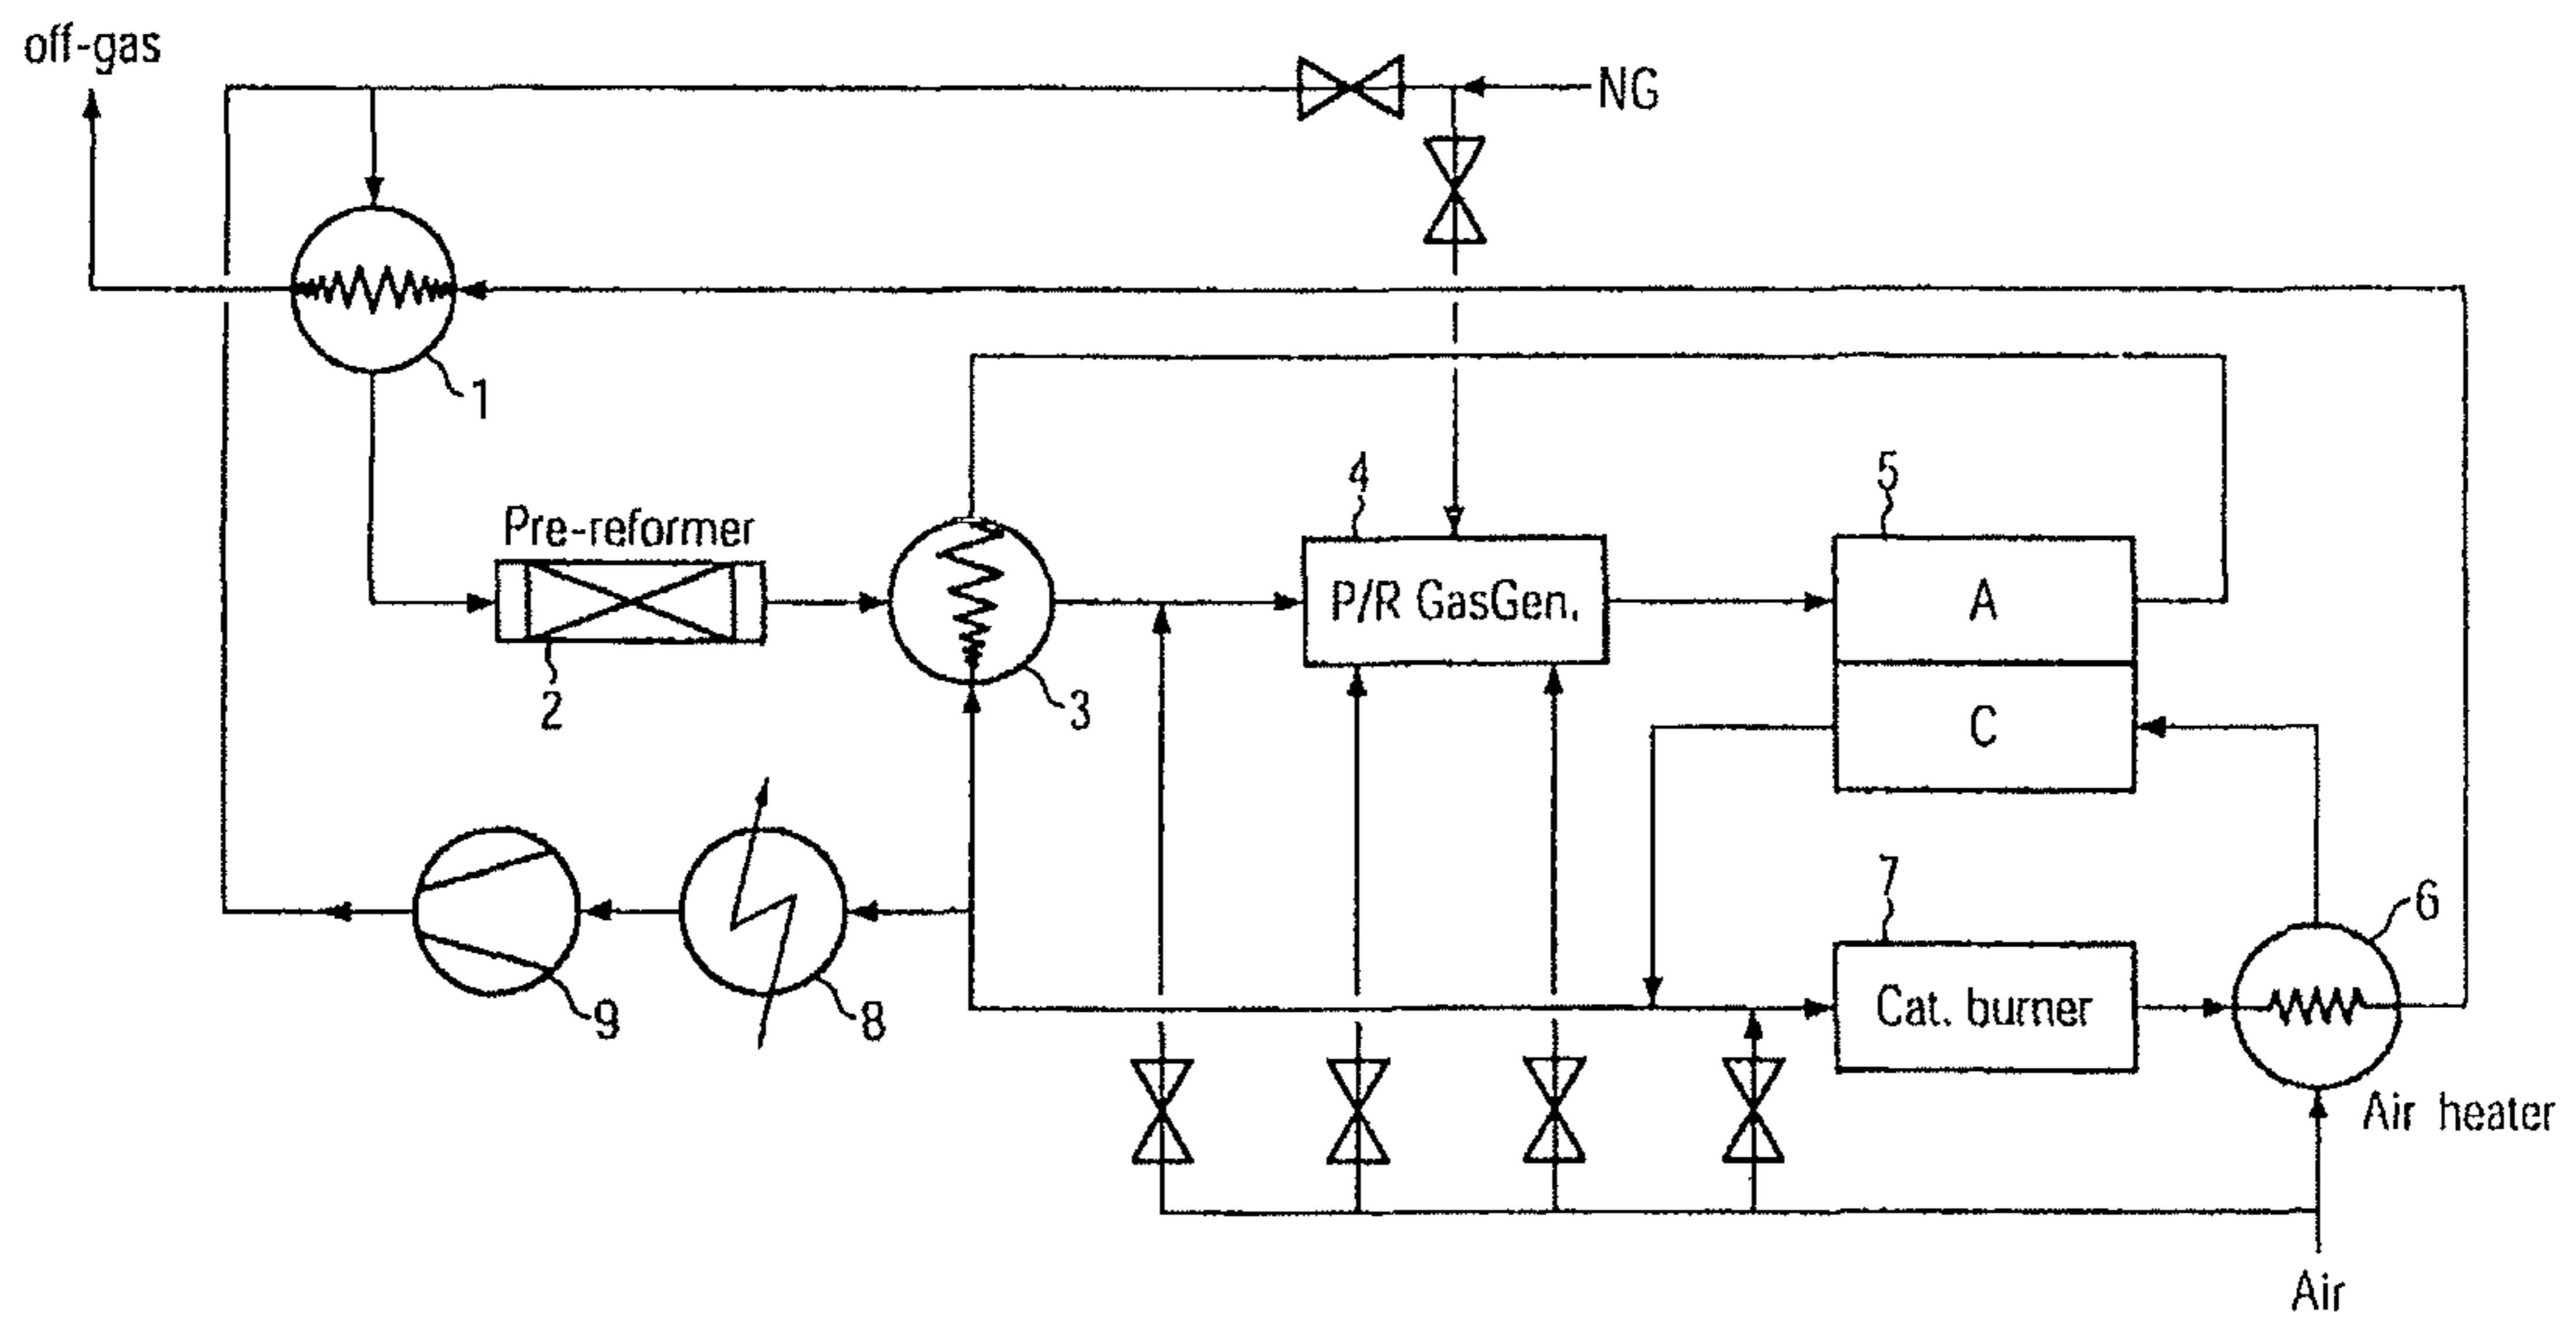 off-gas
NG
1
Pre-reformer
2
3
4
P/R GasGen.
5
A
C
6
7
Cat. burner
8
9
Air heater
Air